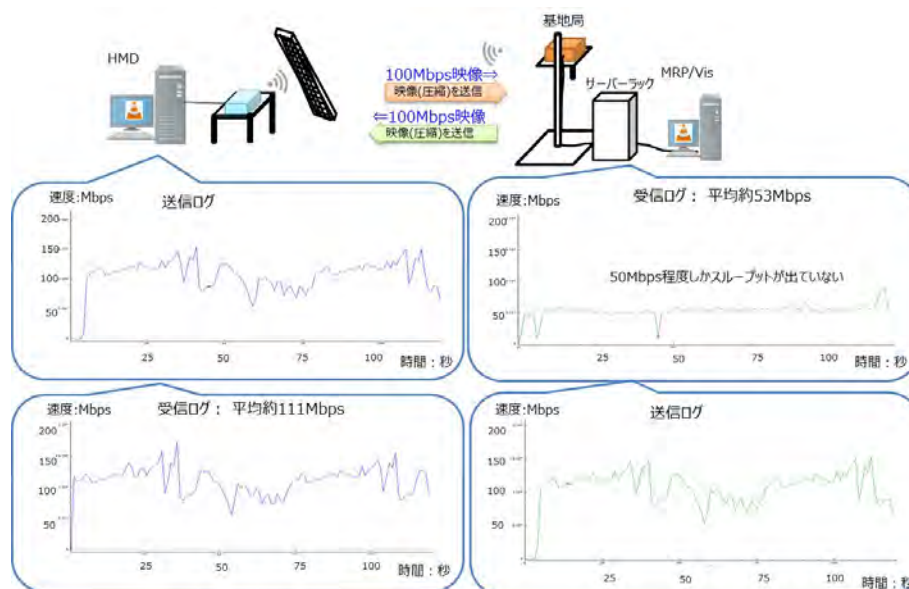 基地局
HMD
MRP/Vis
サーバーラック
100Mbps映像⇒
映像(圧縮)を送信
⇐100Mbps映像
映像(圧縮)を送信
速度:Mbps
送信ログ
200
150
100
50
25
50
75
100
時間：秒
速度:Mbps
受信ログ： 平均約53Mbps
50Mbps程度しかスループットが出ていない
200
150
100
50
25
50
75
100
時間：秒
速度:Mbps
受信ログ： 平均約111Mbps
200
150
100
50
25
50
75
100
時間：秒
速度:Mbps
送信ログ
200
150
100
50
25
50
75
100
時間：秒